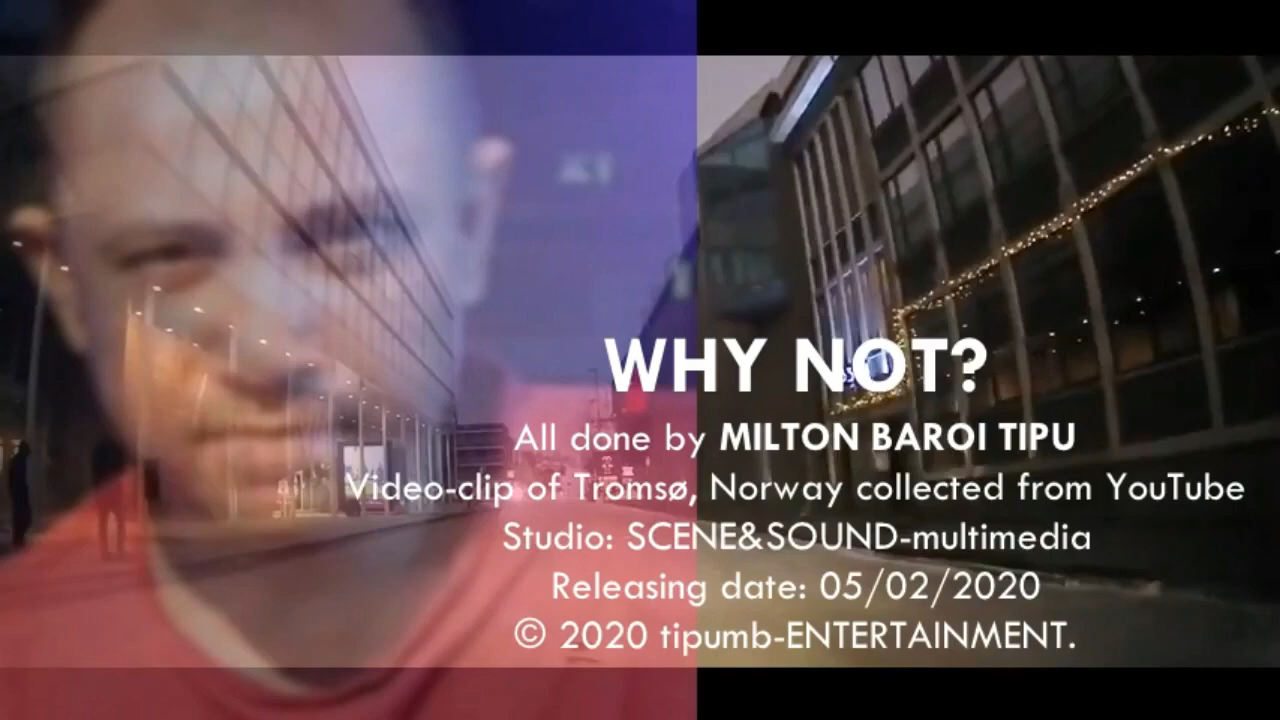 WHY NOT?
All done by MILTON BAROI TIPU
Video-clip of Tromsø, Norway collected from YouTube
Studio: SCENE&SOUND-multimedia
Releasing date: 05/02/2020
© 2020 tipumb-ENTERTAINMENT.